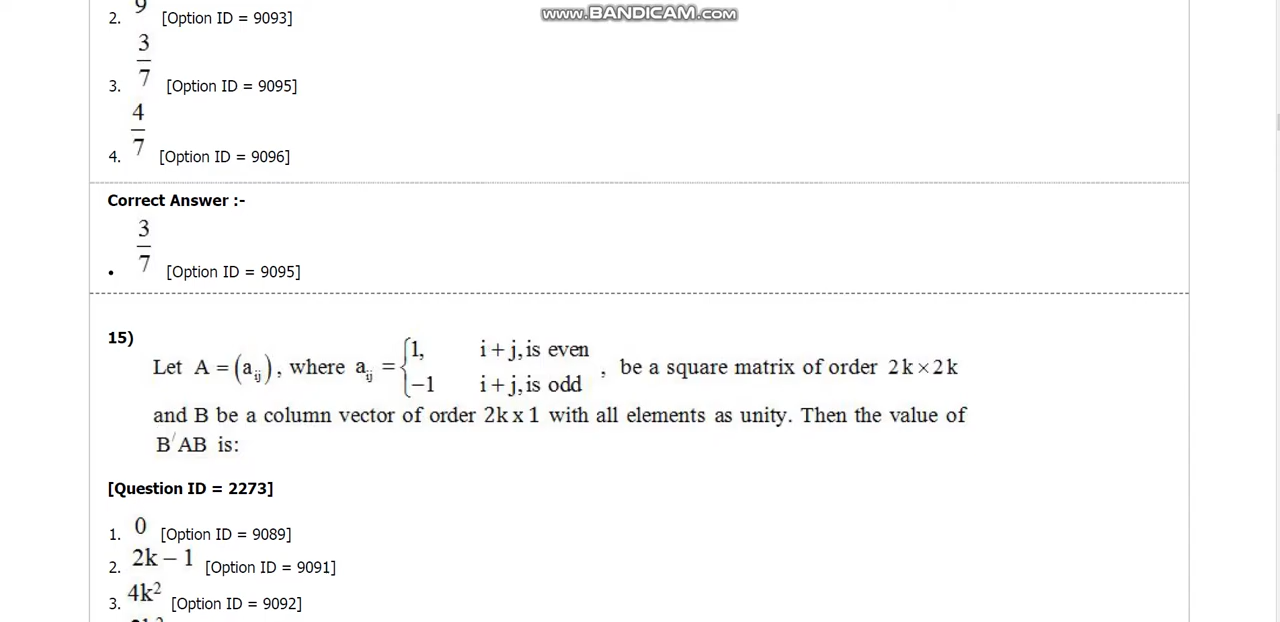 www.BANDICAM.com
2. 9 [Option ID = 9093]
3. 3/7 [Option ID = 9095]
4. 4/7 [Option ID = 9096]
Correct Answer :-
• 3/7 [Option ID = 9095]
15)
Let A = (a_ij), where a_ij = { 1, i + j, is even
−1 i + j, is odd , be a square matrix of order 2k × 2k
and B be a column vector of order 2k x 1 with all elements as unity. Then the value of
B′AB is:
[Question ID = 2273]
1. 0 [Option ID = 9089]
2. 2k − 1 [Option ID = 9091]
3. 4k² [Option ID = 9092]